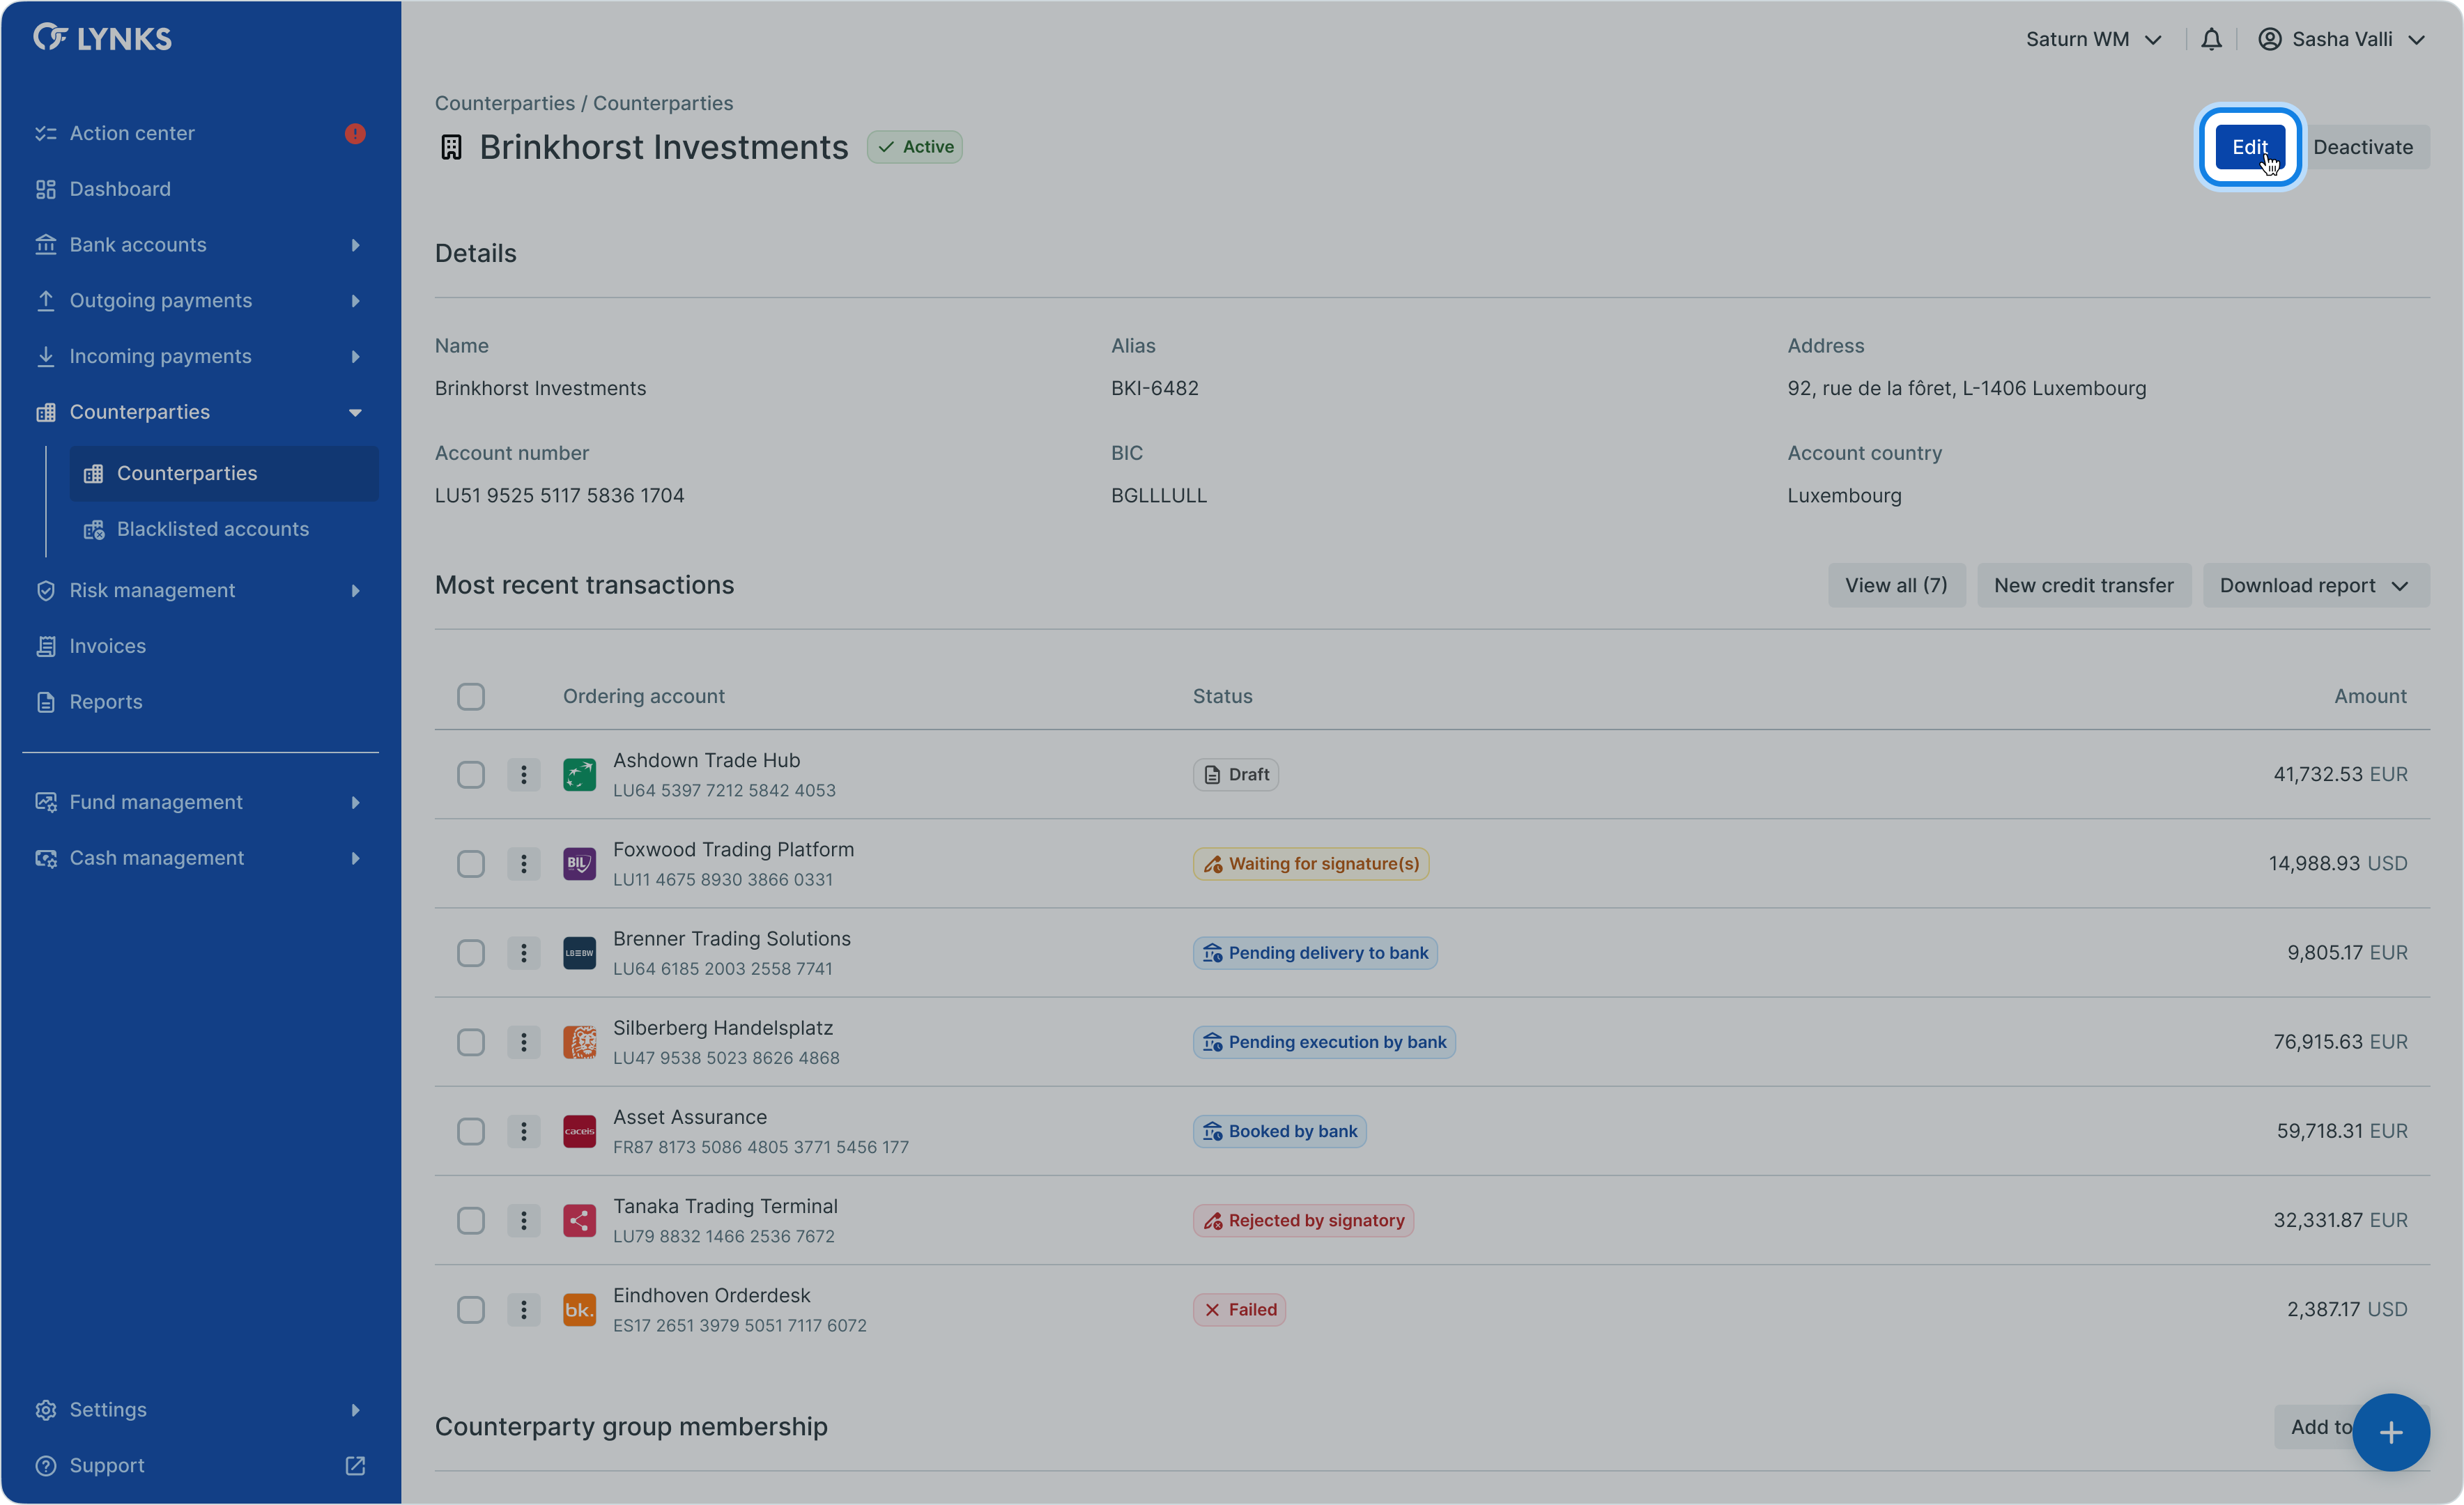 LYNKS
Saturn WM
Sasha Valli
Action center
Dashboard
Bank accounts
Outgoing payments
Incoming payments
Counterparties
Counterparties
Blacklisted accounts
Risk management
Invoices
Reports
Fund management
Cash management
Settings
Support
Counterparties / Counterparties
Brinkhorst Investments
Active
Edit
Deactivate
Details
Name
Alias
Address
Brinkhorst Investments
BKI-6482
92, rue de la fôret, L-1406 Luxembourg
Account number
BIC
Account country
LU51 9525 5117 5836 1704
BGLLLULL
Luxembourg
Most recent transactions
View all (7)
New credit transfer
Download report
Ordering account
Status
Amount
Ashdown Trade Hub
LU64 5397 7212 5842 4053
Draft
41,732.53 EUR
BIL
Foxwood Trading Platform
LU11 4675 8930 3866 0331
Waiting for signature(s)
14,988.93 USD
LB≡BW
Brenner Trading Solutions
LU64 6185 2003 2558 7741
Pending delivery to bank
9,805.17 EUR
Silberberg Handelsplatz
LU47 9538 5023 8626 4868
Pending execution by bank
76,915.63 EUR
caceis
Asset Assurance
FR87 8173 5086 4805 3771 5456 177
Booked by bank
59,718.31 EUR
Tanaka Trading Terminal
LU79 8832 1466 2536 7672
Rejected by signatory
32,331.87 EUR
bk.
Eindhoven Orderdesk
ES17 2651 3979 5051 7117 6072
Failed
2,387.17 USD
Counterparty group membership
Add to